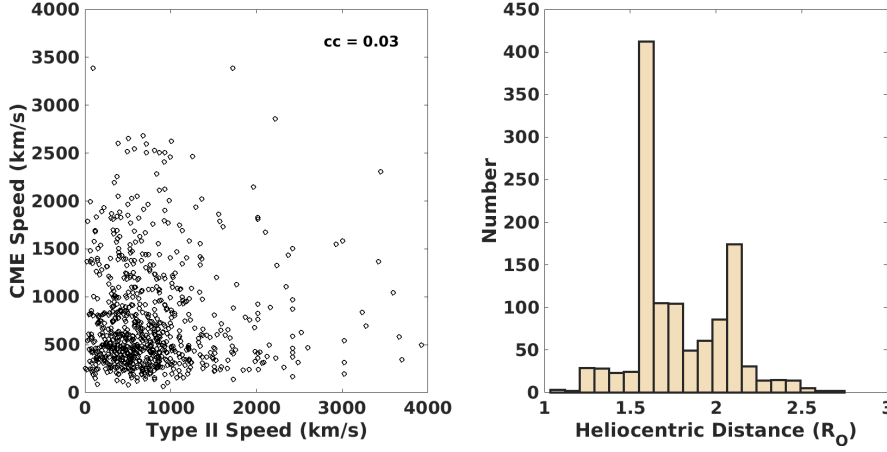 4000
3500
3000
2500
2000
1500
1000
500
0
CME Speed (km/s)
cc = 0.03
0 1000 2000 3000 4000
Type II Speed (km/s)
450
400
350
300
250
200
150
100
50
0
Number
1 1.5 2 2.5 3
Heliocentric Distance (R_O)